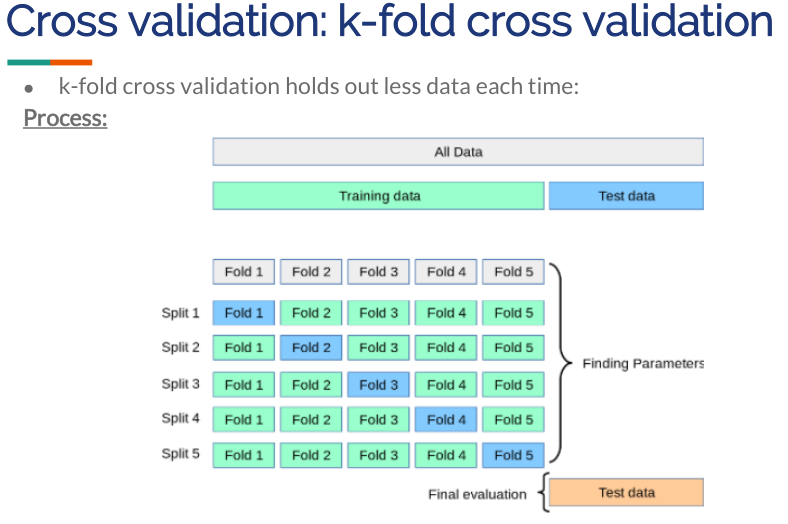 Cross validation: k-fold cross validation
● k-fold cross validation holds out less data each time:
Process:
All Data
Training data Test data
Fold 1 Fold 2 Fold 3 Fold 4 Fold 5
Split 1 Fold 1 Fold 2 Fold 3 Fold 4 Fold 5
Split 2 Fold 1 Fold 2 Fold 3 Fold 4 Fold 5
Finding Parameters
Split 3 Fold 1 Fold 2 Fold 3 Fold 4 Fold 5
Split 4 Fold 1 Fold 2 Fold 3 Fold 4 Fold 5
Split 5 Fold 1 Fold 2 Fold 3 Fold 4 Fold 5
Final evaluation Test data